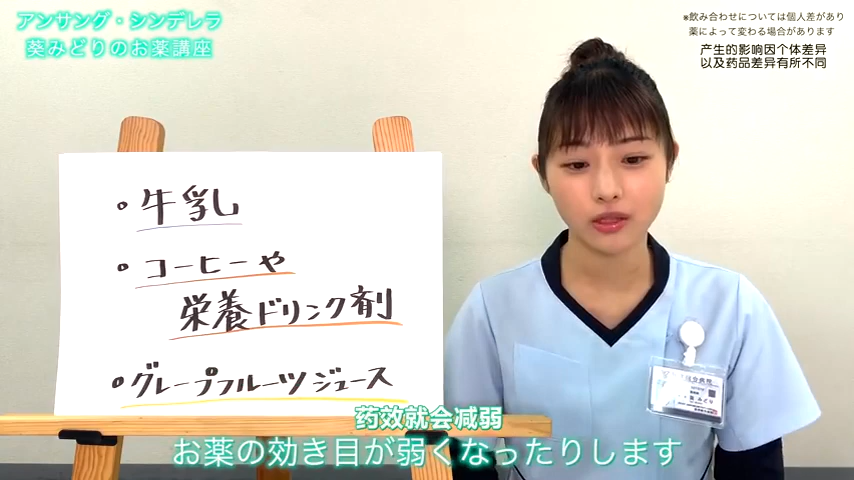 アンサング・シンデレラ
葵みどりのお薬講座
※飲み合わせについては個人差があり
薬によって変わる場合があります
产生的影响因个体差异
以及药品差异有所不同
・牛乳
・コーヒーや
栄養ドリンク剤
・グレープフルーツジュース
药效就会减弱
お薬の効き目が弱くなったりします